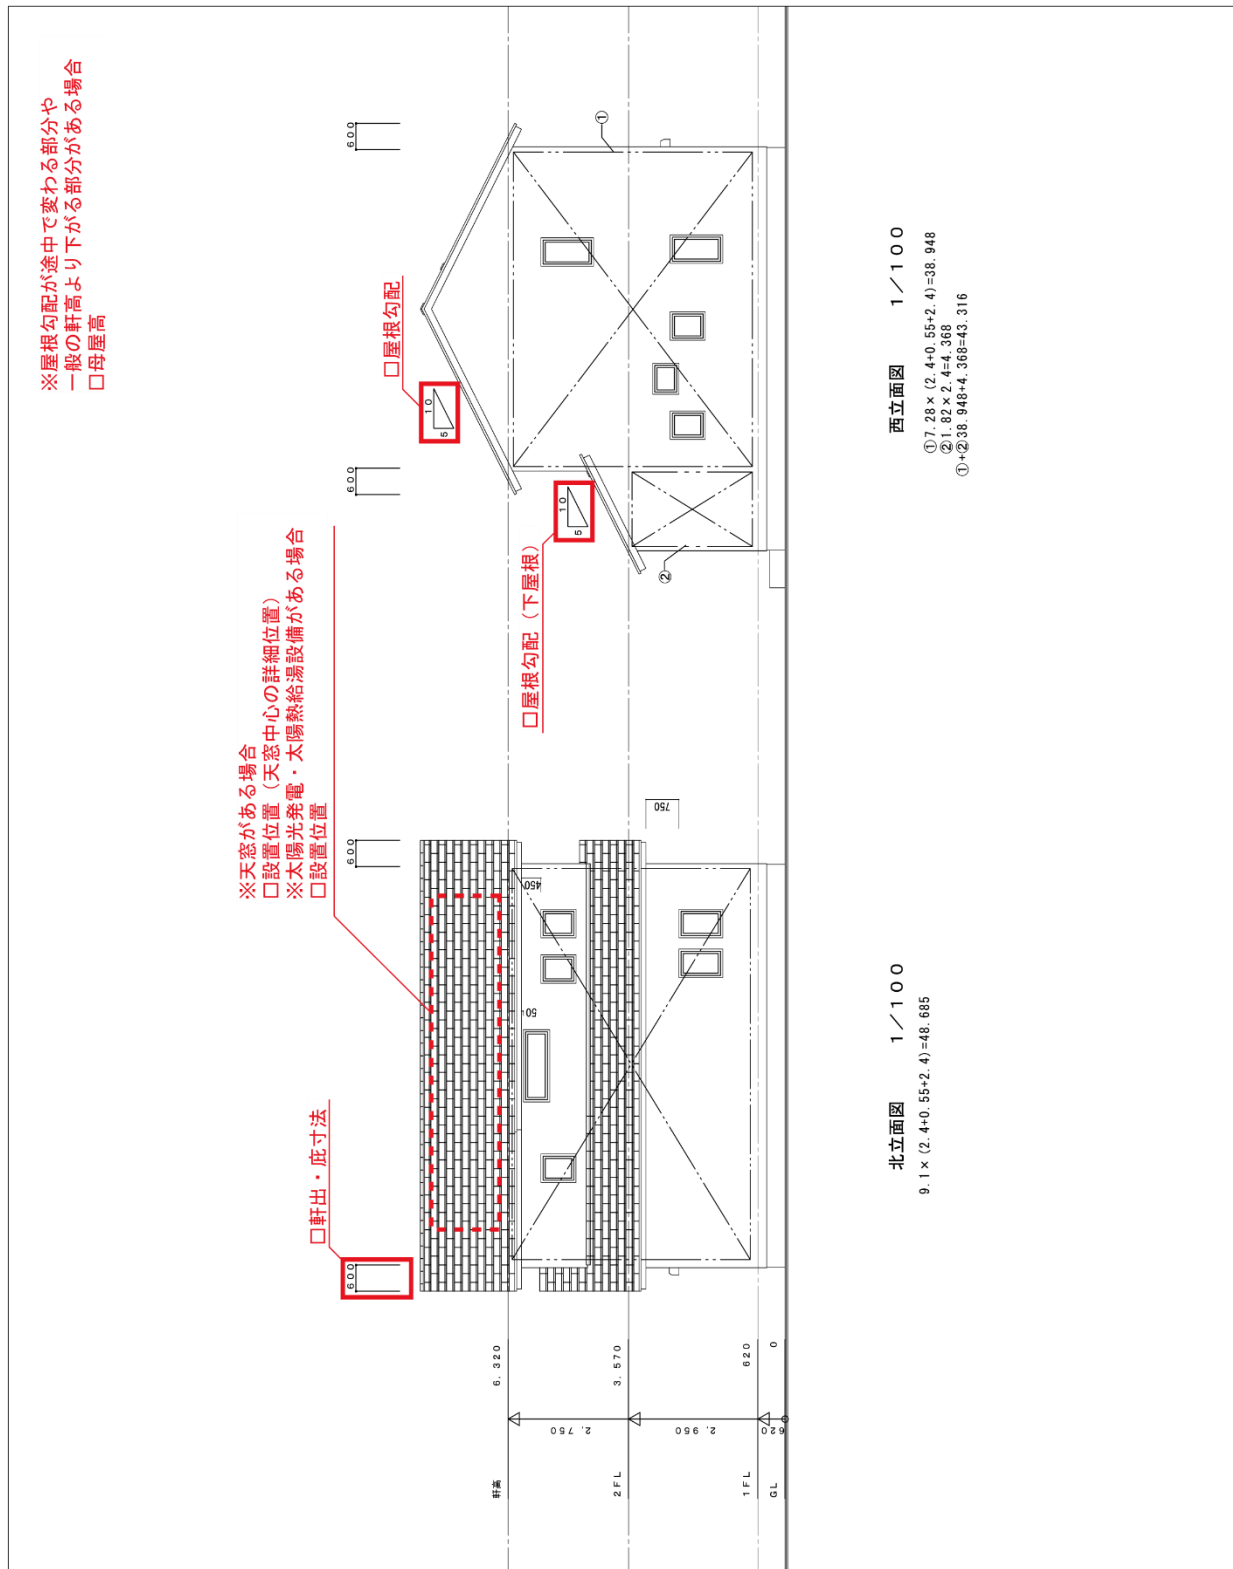 ※屋根勾配が途中で変わる部分や
一般の軒高より下がる部分がある場合
□母屋高
※天窓がある場合
□設置位置（天窓中心の詳細位置）
※太陽光発電・太陽熱給湯設備がある場合
□設置位置
□軒出・庇寸法
600
600
600
600
□屋根勾配
10
5
□屋根勾配（下屋根）
10
5
①
②
450
50
750
軒高
6.320
2FL
3.570
1FL
620
GL
0
2.750
2.950
620
北立面図 1／100
9.1×(2.4+0.55+2.4)=48.685
西立面図 1／100
①7.28×(2.4+0.55+2.4)=38.948
②1.82×2.4=4.368
①+②38.948+4.368=43.316